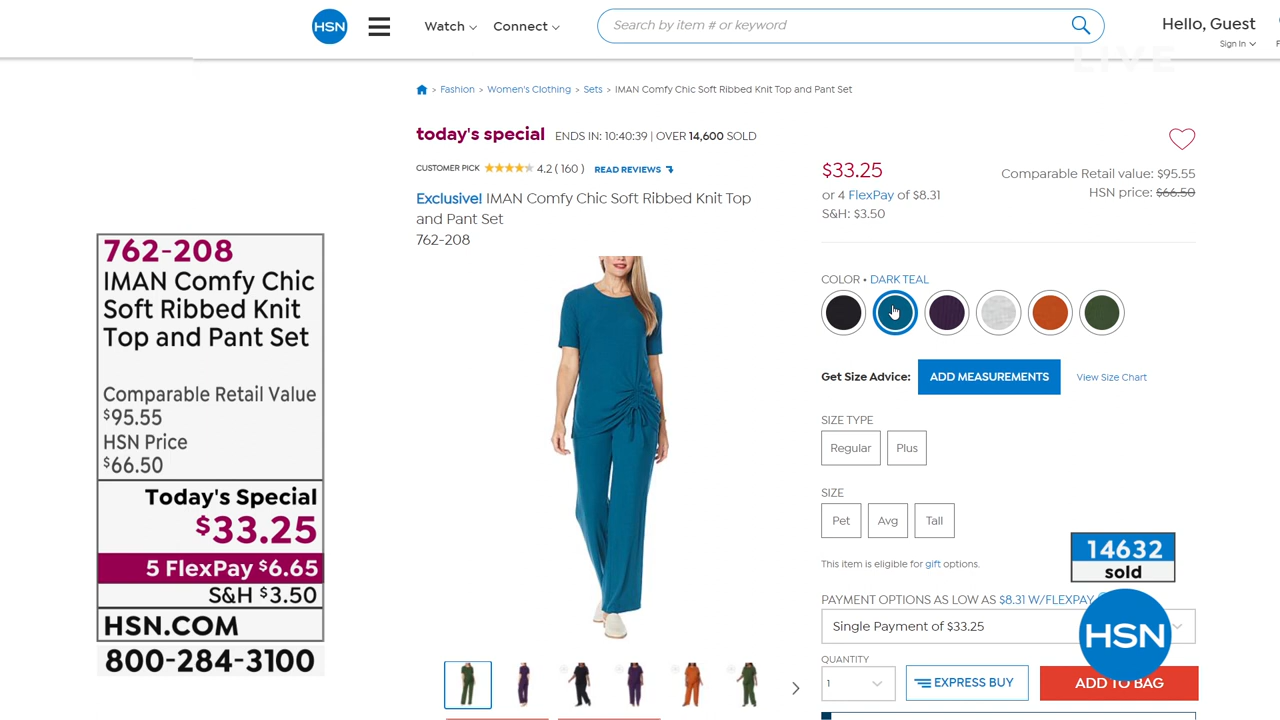 HSN
Watch
Connect
Search by item # or keyword
Hello, Guest
Sign In
LIVE
Fashion > Women's Clothing > Sets > IMAN Comfy Chic Soft Ribbed Knit Top and Pant Set
today's special ENDS IN: 10:40:39 | OVER 14,600 SOLD
CUSTOMER PICK 4.2 ( 160 ) READ REVIEWS
Exclusive! IMAN Comfy Chic Soft Ribbed Knit Top
and Pant Set
762-208
$33.25
or 4 FlexPay of $8.31
S&H: $3.50
Comparable Retail value: $95.55
HSN price: $66.50
COLOR • DARK TEAL
Get Size Advice: ADD MEASUREMENTS View Size Chart
SIZE TYPE
Regular Plus
SIZE
Pet Avg Tall
This item is eligible for gift options.
PAYMENT OPTIONS AS LOW AS $8.31 W/FLEXPAY
Single Payment of $33.25
QUANTITY
1
EXPRESS BUY
ADD TO BAG
762-208
IMAN Comfy Chic
Soft Ribbed Knit
Top and Pant Set
Comparable Retail Value
$95.55
HSN Price
$66.50
Today's Special
$33.25
5 FlexPay $6.65
S&H $3.50
HSN.COM
800-284-3100
14632
sold
HSN